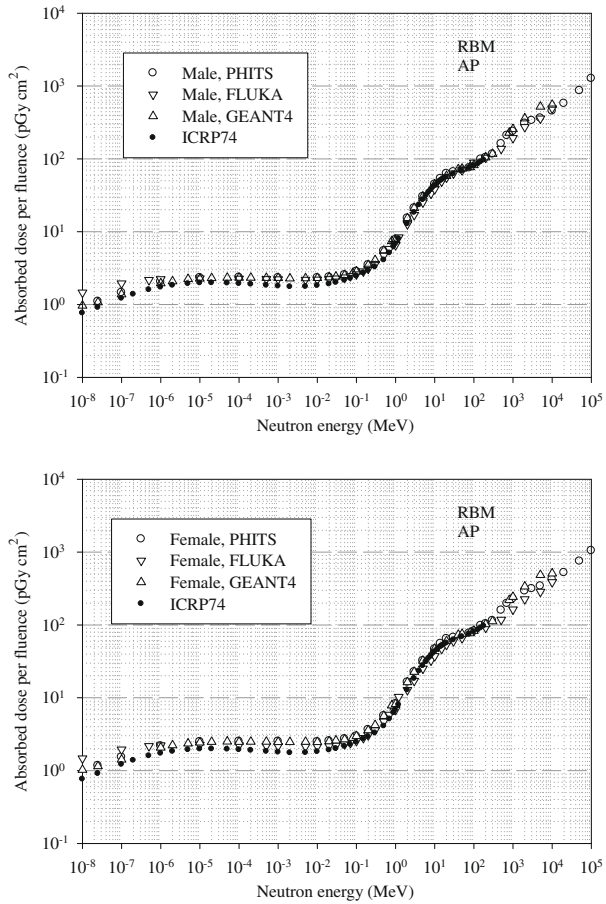 Absorbed dose per fluence (pGy cm²)
10⁴
10³
10²
10¹
10⁰
10⁻¹
RBM
AP
Male, PHITS
Male, FLUKA
Male, GEANT4
ICRP74
10⁻⁸ 10⁻⁷ 10⁻⁶ 10⁻⁵ 10⁻⁴ 10⁻³ 10⁻² 10⁻¹ 10⁰ 10¹ 10² 10³ 10⁴ 10⁵
Neutron energy (MeV)
Absorbed dose per fluence (pGy cm²)
10⁴
10³
10²
10¹
10⁰
10⁻¹
RBM
AP
Female, PHITS
Female, FLUKA
Female, GEANT4
ICRP74
10⁻⁸ 10⁻⁷ 10⁻⁶ 10⁻⁵ 10⁻⁴ 10⁻³ 10⁻² 10⁻¹ 10⁰ 10¹ 10² 10³ 10⁴ 10⁵
Neutron energy (MeV)